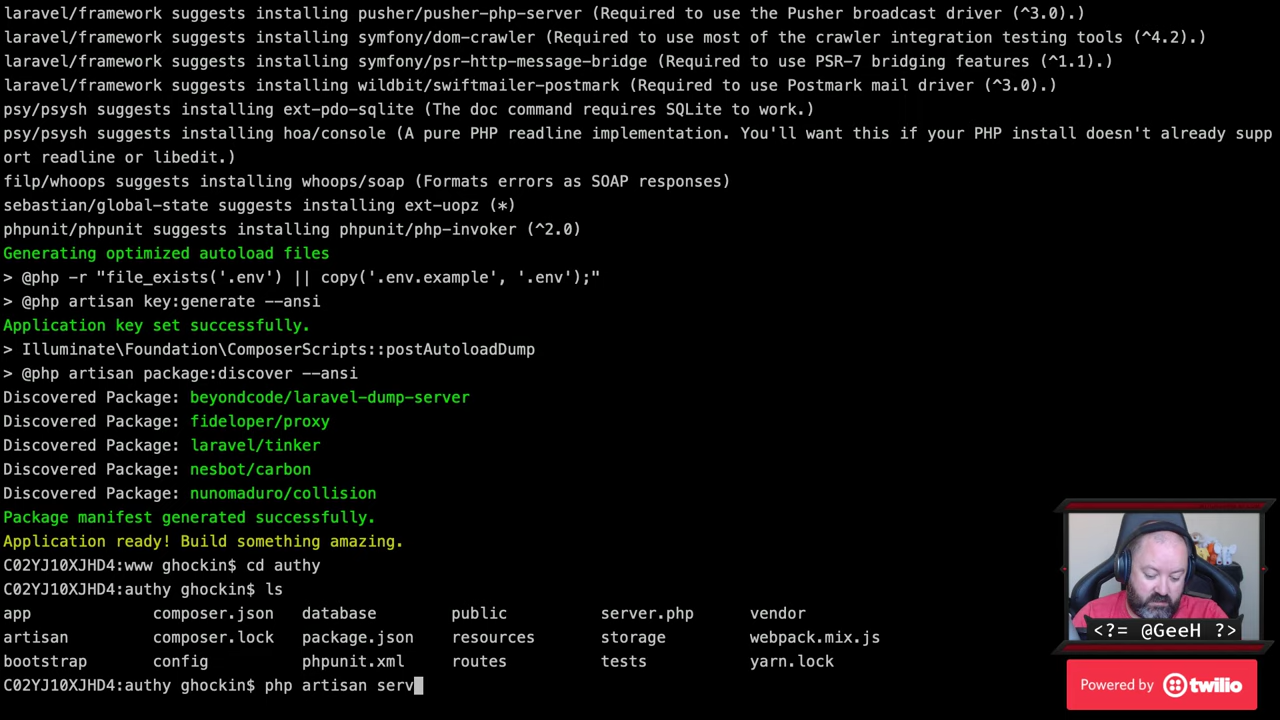 laravel/framework suggests installing pusher/pusher-php-server (Required to use the Pusher broadcast driver (^3.0).)
laravel/framework suggests installing symfony/dom-crawler (Required to use most of the crawler integration testing tools (^4.2).)
laravel/framework suggests installing symfony/psr-http-message-bridge (Required to use PSR-7 bridging features (^1.1).)
laravel/framework suggests installing wildbit/swiftmailer-postmark (Required to use Postmark mail driver (^3.0).)
psy/psysh suggests installing ext-pdo-sqlite (The doc command requires SQLite to work.)
psy/psysh suggests installing hoa/console (A pure PHP readline implementation. You'll want this if your PHP install doesn't already supp
ort readline or libedit.)
filp/whoops suggests installing whoops/soap (Formats errors as SOAP responses)
sebastian/global-state suggests installing ext-uopz (*)
phpunit/phpunit suggests installing phpunit/php-invoker (^2.0)
Generating optimized autoload files
> @php -r "file_exists('.env') || copy('.env.example', '.env');"
> @php artisan key:generate --ansi
Application key set successfully.
> Illuminate\Foundation\ComposerScripts::postAutoloadDump
> @php artisan package:discover --ansi
Discovered Package: beyondcode/laravel-dump-server
Discovered Package: fideloper/proxy
Discovered Package: laravel/tinker
Discovered Package: nesbot/carbon
Discovered Package: nunomaduro/collision
Package manifest generated successfully.
Application ready! Build something amazing.
C02YJ10XJHD4:www ghockin$ cd authy
C02YJ10XJHD4:authy ghockin$ ls
app composer.json database public server.php vendor
artisan composer.lock package.json resources storage webpack.mix.js
bootstrap config phpunit.xml routes tests yarn.lock
C02YJ10XJHD4:authy ghockin$ php artisan serv
<?= @GeeH ?>
Powered by twilio